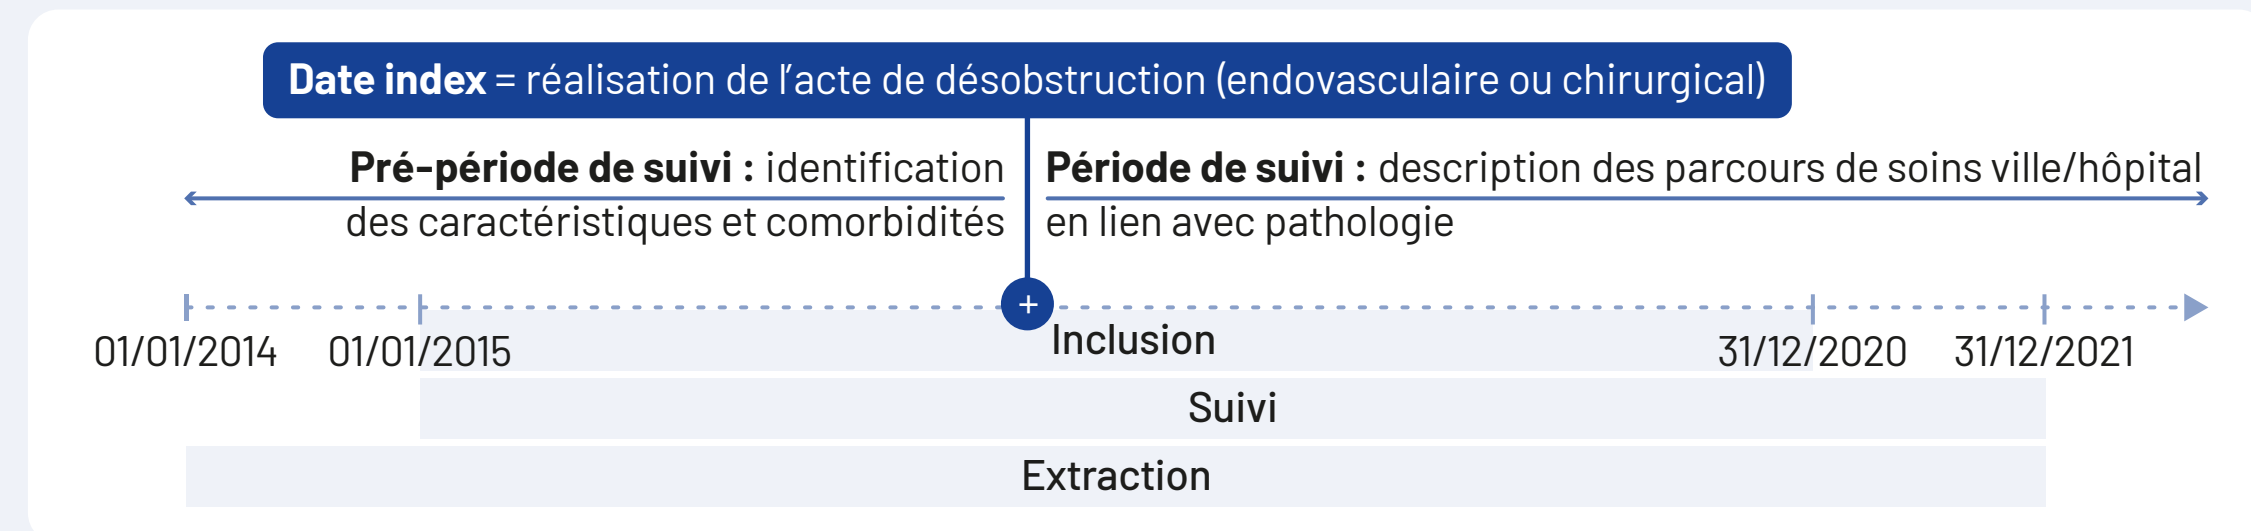 Date index = réalisation de l'acte de désobstruction (endovasculaire ou chirurgical)
Pré-période de suivi : identification
des caractéristiques et comorbidités
Période de suivi : description des parcours de soins ville/hôpital
en lien avec pathologie
+
01/01/2014
01/01/2015
Inclusion
31/12/2020
31/12/2021
Suivi
Extraction